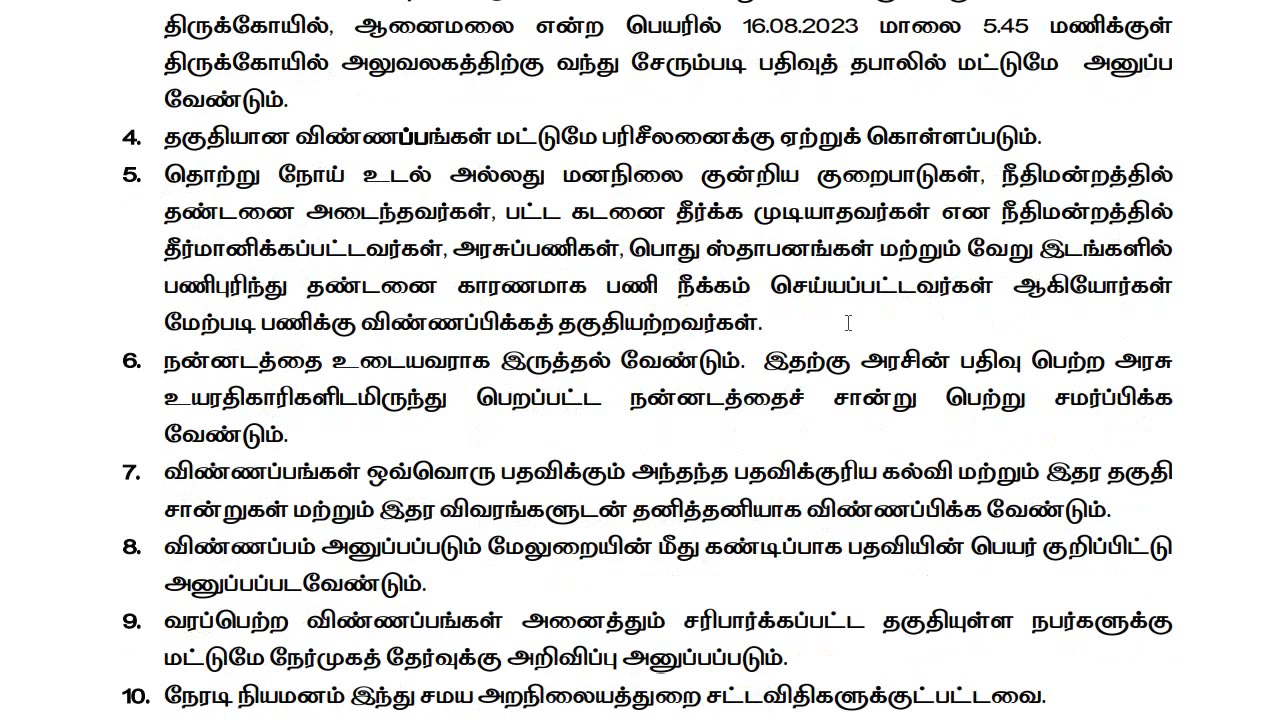 திருக்கோயில், ஆனைமலை என்ற பெயரில் 16.08.2023 மாலை 5.45 மணிக்குள்
திருக்கோயில் அலுவலகத்திற்கு வந்து சேரும்படி பதிவுத் தபாலில் மட்டுமே அனுப்ப
வேண்டும்.
4. தகுதியான விண்ணப்பங்கள் மட்டுமே பரிசீலனைக்கு ஏற்றுக் கொள்ளப்படும்.
5. தொற்று நோய் உடல் அல்லது மனநிலை குன்றிய குறைபாடுகள், நீதிமன்றத்தில்
தண்டனை அடைந்தவர்கள், பட்ட கடனை தீர்க்க முடியாதவர்கள் என நீதிமன்றத்தில்
தீர்மானிக்கப்பட்டவர்கள், அரசுப்பணிகள், பொது ஸ்தாபனங்கள் மற்றும் வேறு இடங்களில்
பணிபுரிந்து தண்டனை காரணமாக பணி நீக்கம் செய்யப்பட்டவர்கள் ஆகியோர்கள்
மேற்படி பணிக்கு விண்ணப்பிக்கத் தகுதியற்றவர்கள்.
6. நன்னடத்தை உடையவராக இருத்தல் வேண்டும். இதற்கு அரசின் பதிவு பெற்ற அரசு
உயரதிகாரிகளிடமிருந்து பெறப்பட்ட நன்னடத்தைச் சான்று பெற்று சமர்ப்பிக்க
வேண்டும்.
7. விண்ணப்பங்கள் ஒவ்வொரு பதவிக்கும் அந்தந்த பதவிக்குரிய கல்வி மற்றும் இதர தகுதி
சான்றுகள் மற்றும் இதர விவரங்களுடன் தனித்தனியாக விண்ணப்பிக்க வேண்டும்.
8. விண்ணப்பம் அனுப்பப்படும் மேலுறையின் மீது கண்டிப்பாக பதவியின் பெயர் குறிப்பிட்டு
அனுப்பப்படவேண்டும்.
9. வரப்பெற்ற விண்ணப்பங்கள் அனைத்தும் சரிபார்க்கப்பட்ட தகுதியுள்ள நபர்களுக்கு
மட்டுமே நேர்முகத் தேர்வுக்கு அறிவிப்பு அனுப்பப்படும்.
10. நேரடி நியமனம் இந்து சமய அறநிலையத்துறை சட்டவிதிகளுக்குட்பட்டவை.